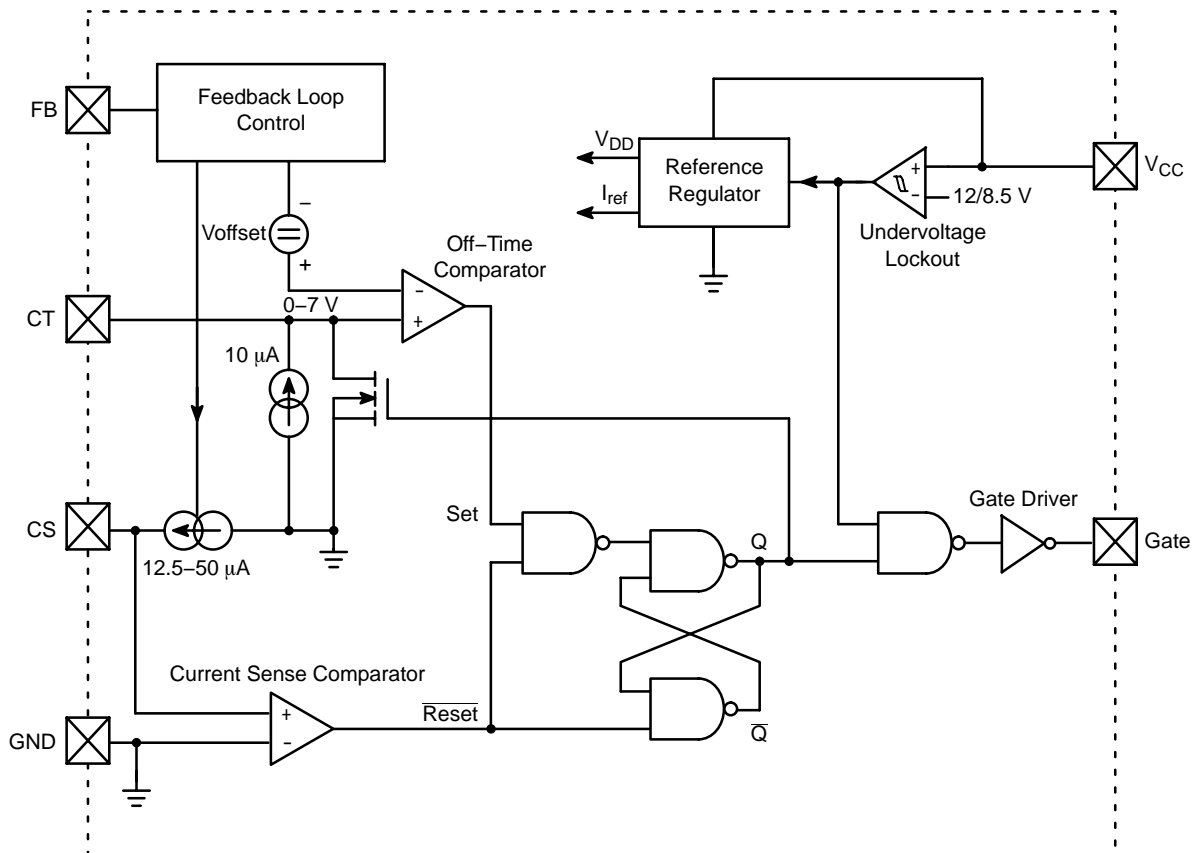 FB
Feedback Loop
Control
V_DD
I_ref
Reference
Regulator
+
−
12/8.5 V
Undervoltage
Lockout
V_CC
−
Voffset
+
Off−Time
Comparator
−
+
0−7 V
CT
10 μA
CS
12.5−50 μA
Set
Q
Gate Driver
Gate
Current Sense Comparator
+
−
R̅e̅s̅e̅t̅
Q̅
GND